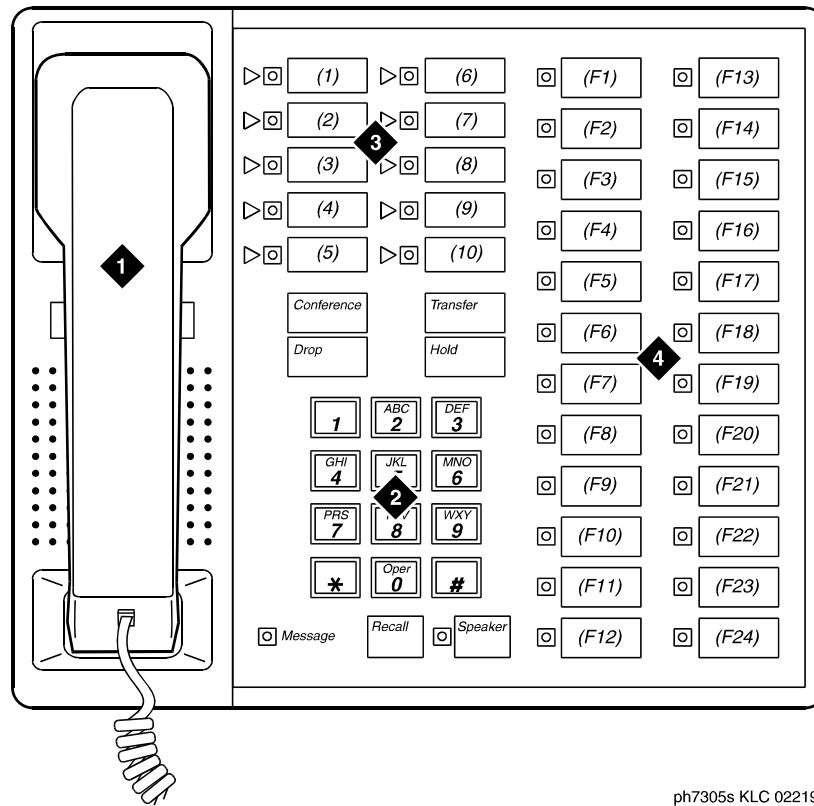 (1) (6) (F1) (F13)
(2) (7) (F2) (F14)
3
(3) (8) (F3) (F15)
(4) (9) (F4) (F16)
(5) (10) (F5) (F17)
1
Conference Transfer (F6) (F18)
Drop Hold
4
(F7) (F19)
1 ABC 2 DEF 3 (F8) (F20)
GHI 4 JKL MNO 6 (F9) (F21)
2
PRS 7 8 WXY 9 (F10) (F22)
* Oper 0 # (F11) (F23)
Message Recall Speaker (F12) (F24)
ph7305s KLC 02219